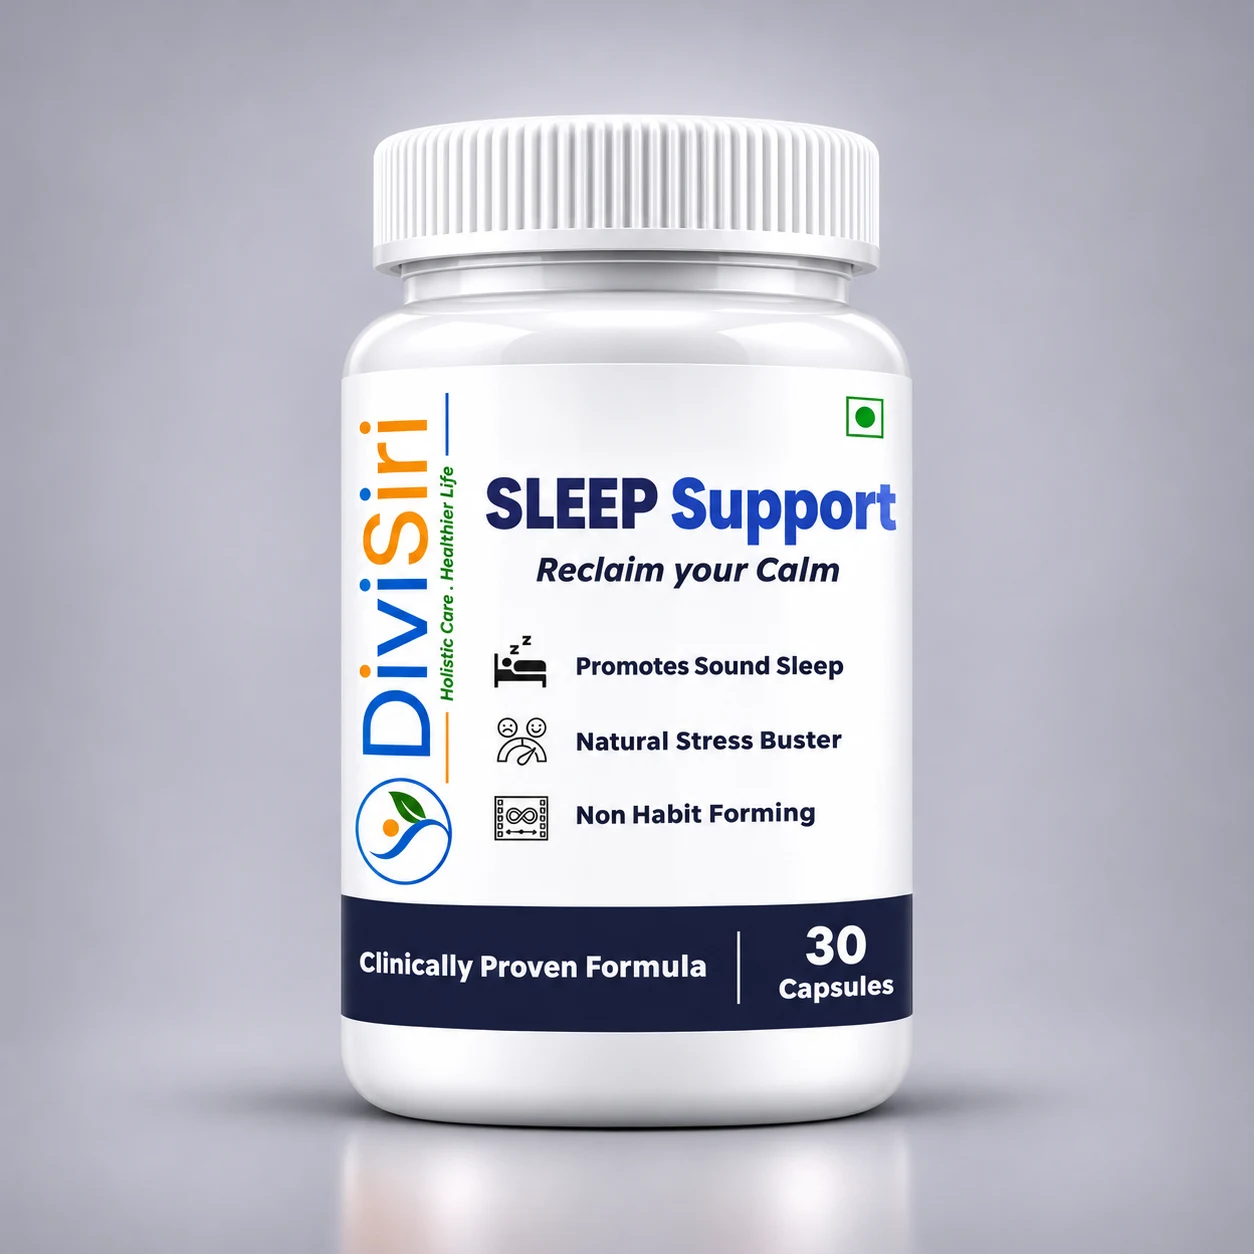 DiviSiri
Holistic Care . Healthier Life
SLEEP Support
Reclaim your Calm
z z
Promotes Sound Sleep
Natural Stress Buster
Non Habit Forming
Clinically Proven Formula
30
Capsules